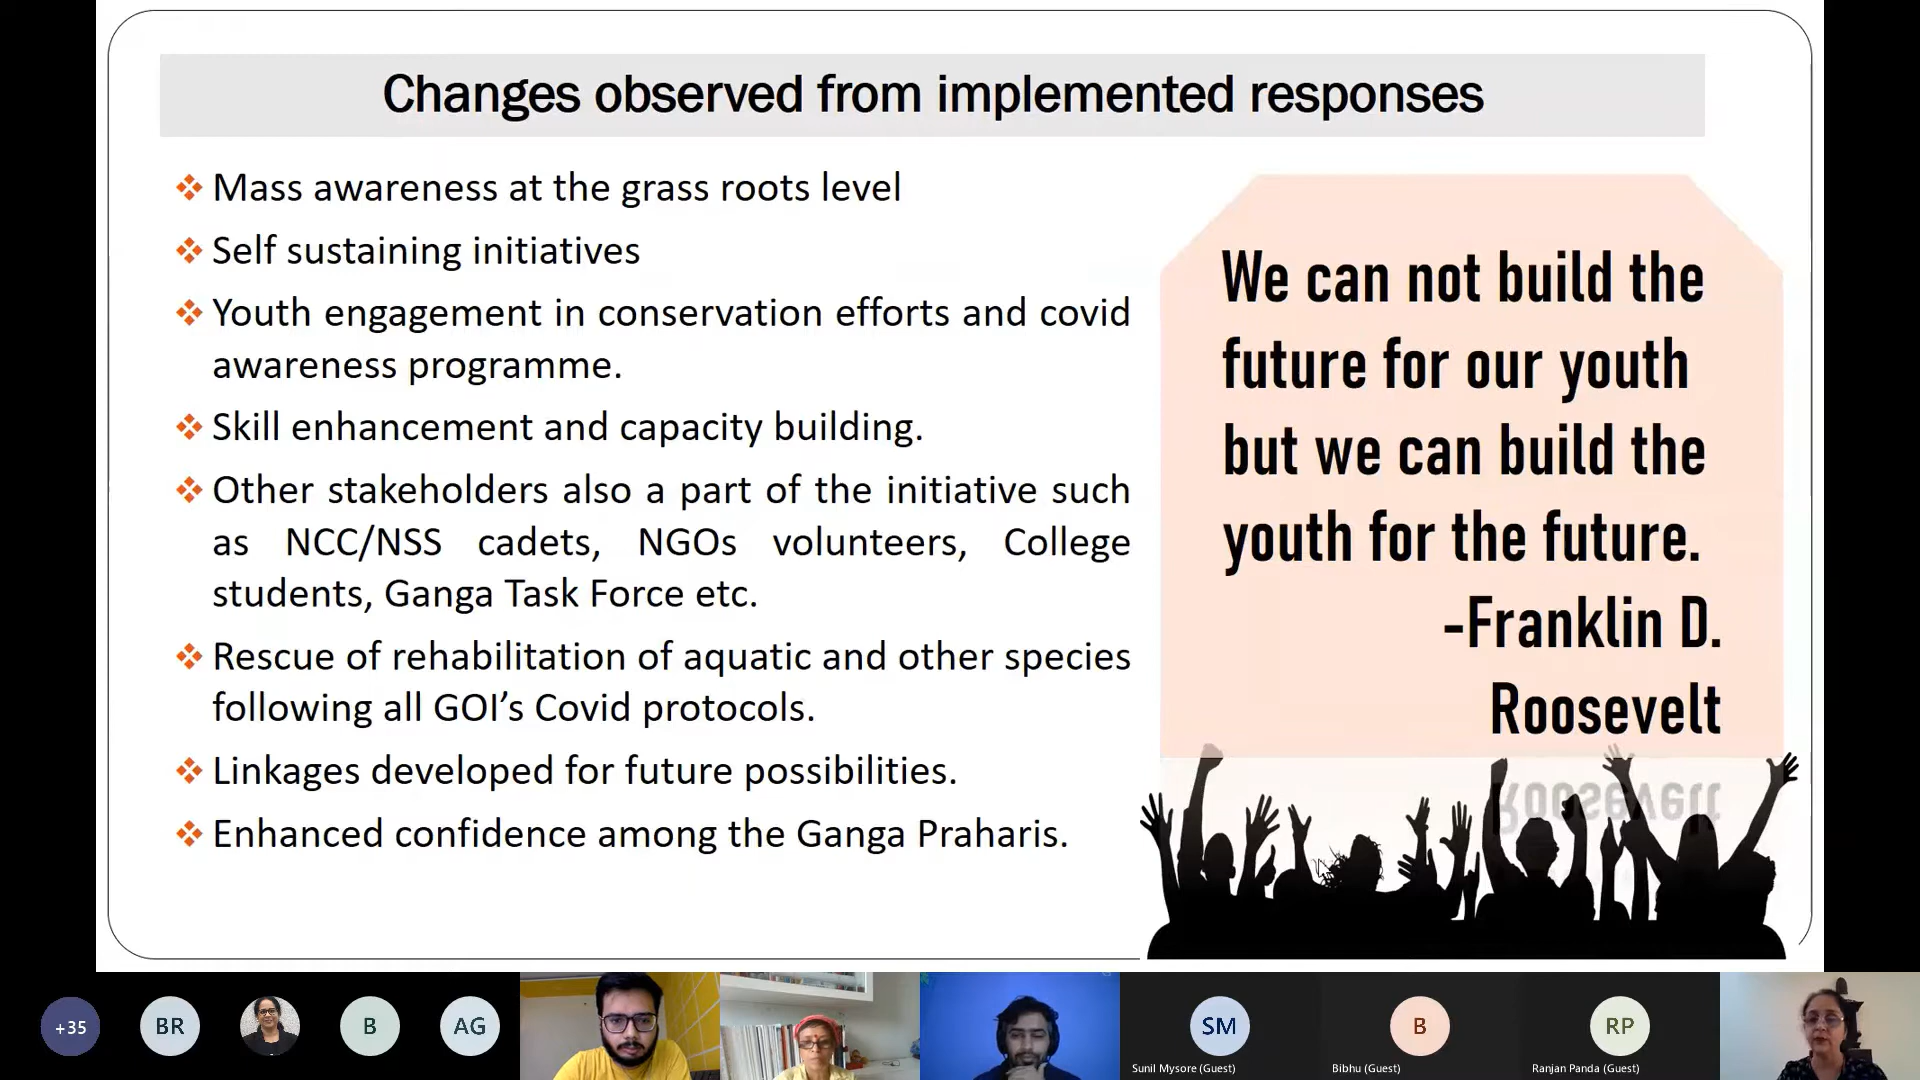 Changes observed from implemented responses
Mass awareness at the grass roots level
Self sustaining initiatives
Youth engagement in conservation efforts and covid
awareness programme.
Skill enhancement and capacity building.
Other stakeholders also a part of the initiative such
as NCC/NSS cadets, NGOs volunteers, College
students, Ganga Task Force etc.
Rescue of rehabilitation of aquatic and other species
following all GOI’s Covid protocols.
Linkages developed for future possibilities.
Enhanced confidence among the Ganga Praharis.
We can not build the
future for our youth
but we can build the
youth for the future.
-Franklin D.
Roosevelt
Roosevelt
+35
BR
B
AG
SM
Sunil Mysore (Guest)
B
Bibhu (Guest)
RP
Ranjan Panda (Guest)